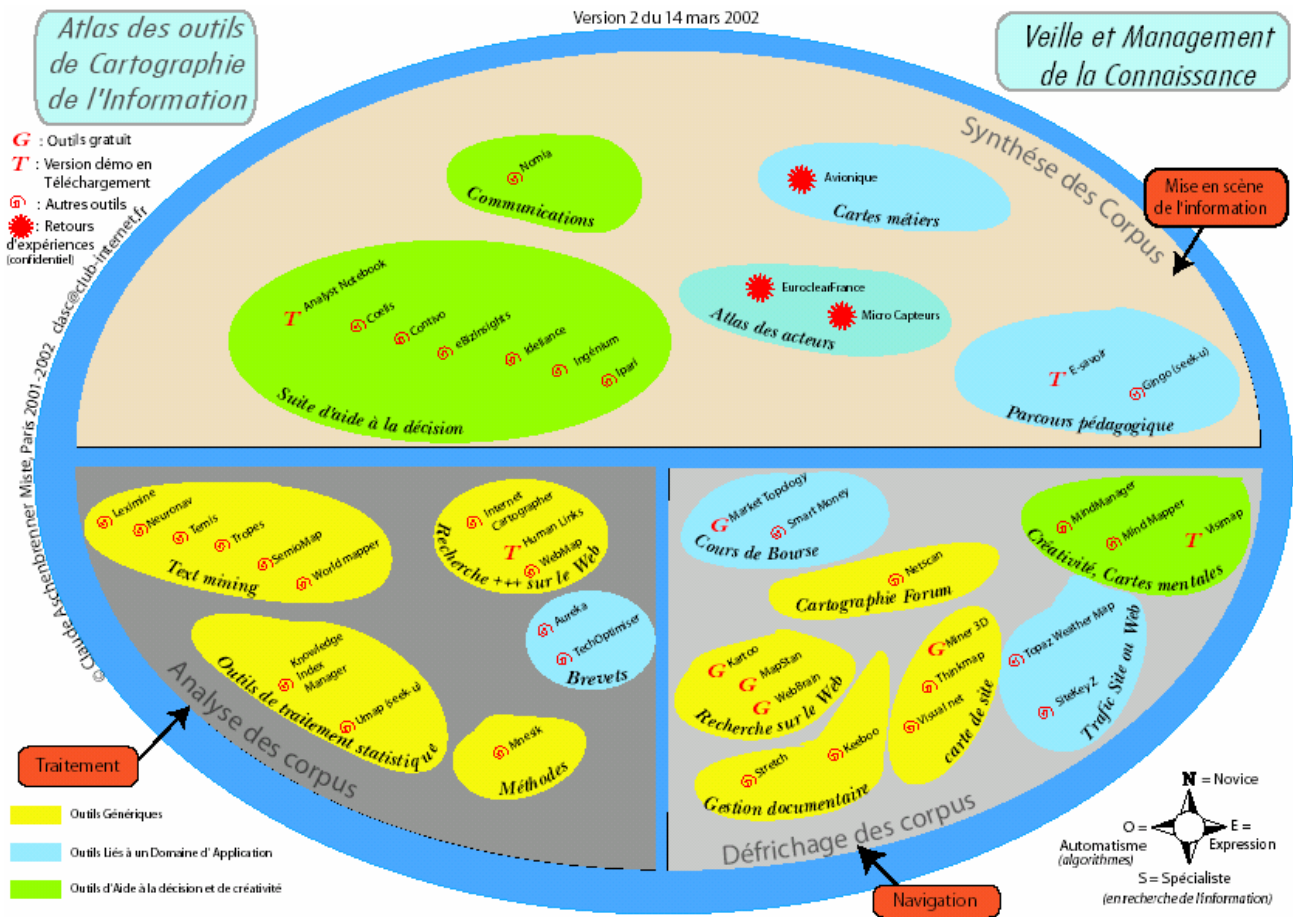 Version 2 du 14 mars 2002
Atlas des outils
de Cartographie
de l'Information
Veille et Management
de la Connaissance
G : Outils gratuit
T : Version démo en
Téléchargement
: Autres outils
: Retours
d'expériences
(confidentiel)
© Claude Aschenbrenner Miste, Paris 2001-2002 clasc@club-internet.fr
Synthése des Corpus
Mise en scène
de l'information
Nomia
Communications
Avionique
Cartes métiers
T Analyst Notebook
Coelis
Contivo
eBizInsights
Ideliance
Ingénium
Ipari
Suite d'aide à la décision
EuroclearFrance
Micro Capteurs
Atlas des acteurs
T E-savoir
Gingo (seek-u)
Parcours pédagogique
Leximine
Neuronav
Temis
Tropes
SemioMap
World mapper
Text mining
Internet
Cartographer
T Human Links
WebMap
Recherche +++ sur le Web
Aureka
TechOptimiser
Brevets
Knowledge
Index
Manager
Umap (seek-u)
Outils de traitement statistique
Mnesik
Méthodes
Analyse des corpus
Traitement
G Market Topology
Smart Money
Cours de Bourse
MindManager
Mind Mapper
T Visimap
Créativité, Cartes mentales
Netscan
Cartographie Forum
G Kartoo
G MapStan
G WebBrain
Recherche sur le Web
G Miner 3D
Thinkmap
Visual net
carte de site
Topaz Weather Map
SiteKey Z
Trafic Site ou Web
Stretch
Keeboo
Gestion documentaire
Défrichage des corpus
Navigation
Outils Génériques
Outils Liés à un Domaine d' Application
Outils d'Aide à la décision et de créativité
N = Novice
O =
Automatisme
(algorithmes)
E =
Expression
S = Spécialiste
(en recherche de l'information)